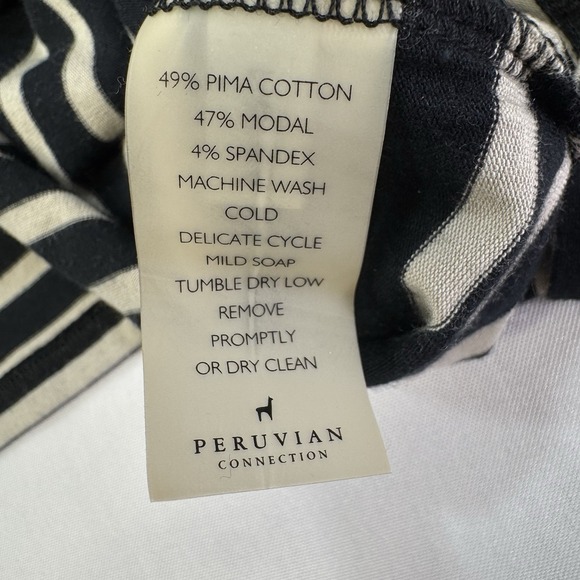 49% PIMA COTTON
47% MODAL
4% SPANDEX
MACHINE WASH
COLD
DELICATE CYCLE
MILD SOAP
TUMBLE DRY LOW
REMOVE
PROMPTLY
OR DRY CLEAN
PERUVIAN
CONNECTION